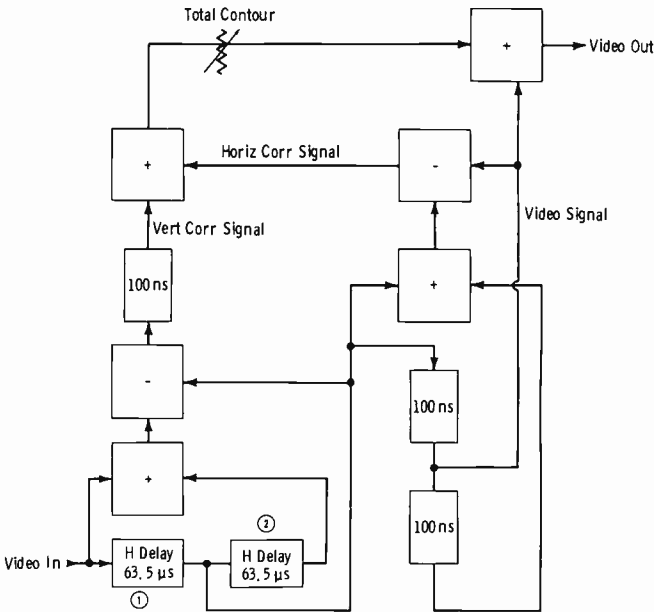 Total Contour
+
Video Out
+
Horiz Corr Signal
-
Vert Corr Signal
Video Signal
100 ns
+
-
100 ns
+
2
100 ns
Video In
H Delay
63.5 µs
H Delay
63.5 µs
1